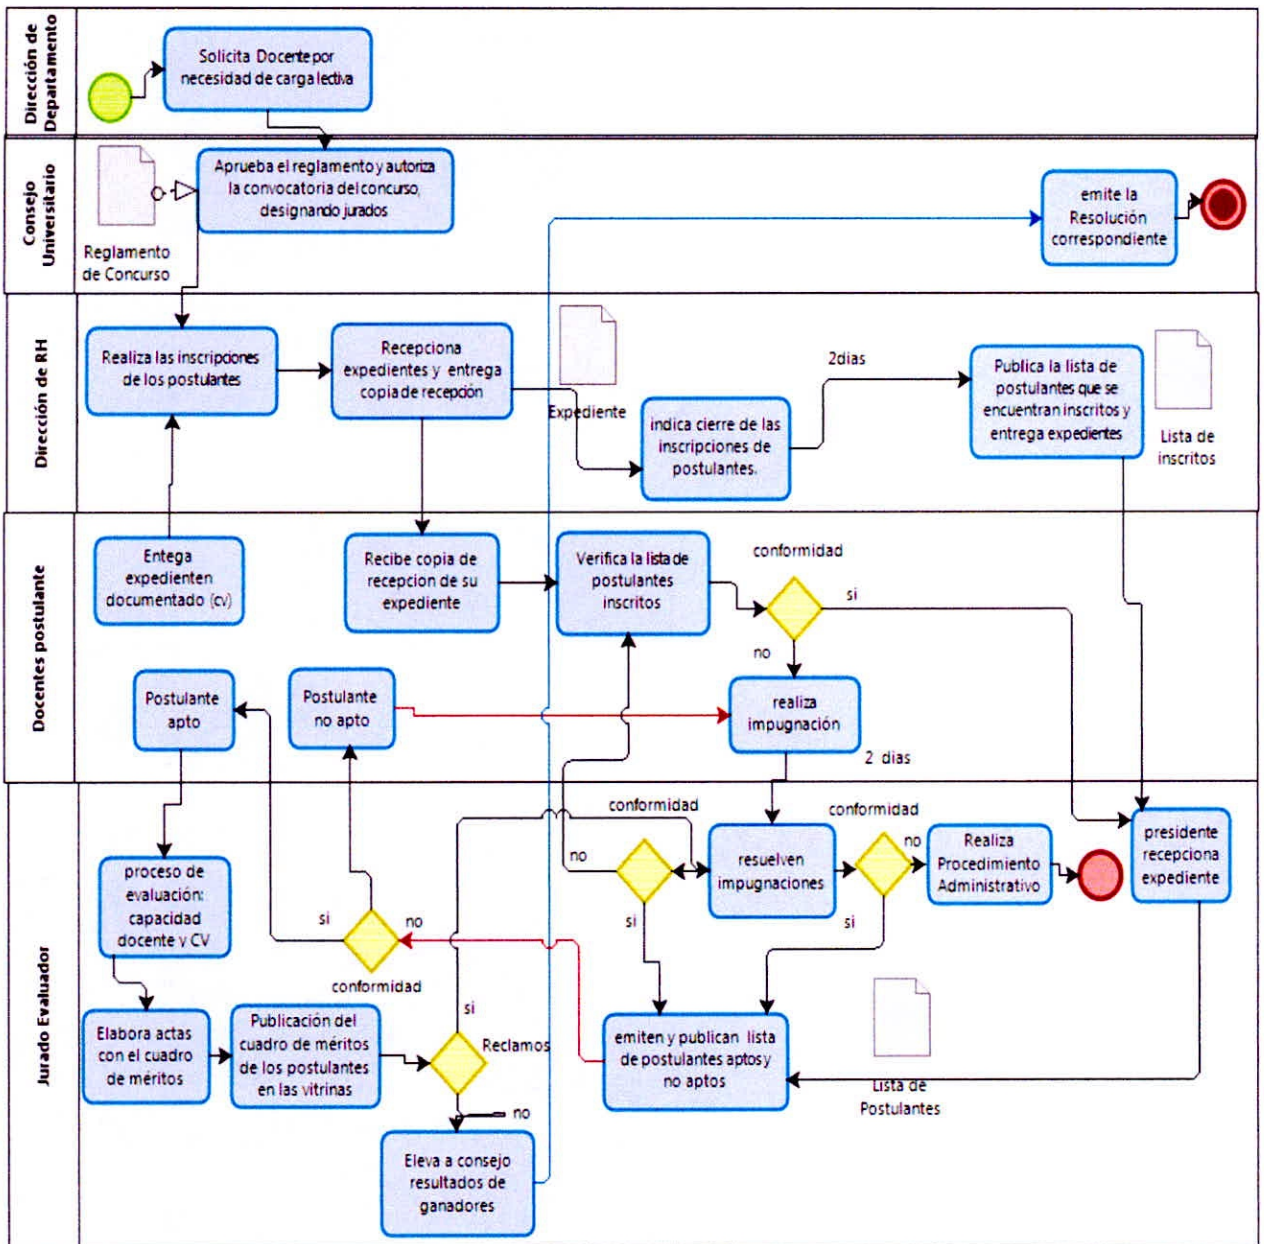 Dirección de
Departamento
Solicita Docente por
necesidad de carga lectiva
Consejo
Universitario
Reglamento
de Concurso
Aprueba el reglamento y autoriza
la convocatoria del concurso,
designando jurados
emite la
Resolución
correspondiente
Dirección de RH
Realiza las inscripciones
de los postulantes
Recepciona
expedientes y entrega
copia de recepción
Expediente
indica cierre de las
inscripciones de
postulantes.
2dias
Publica la lista de
postulantes que se
encuentran inscritos y
entrega expedientes
Lista de
inscritos
Docentes postulante
Entega
expedienten
documentado (cv)
Recibe copia de
recepcion de su
expediente
Verifica la lista de
postulantes
inscritos
conformidad
si
no
Postulante
apto
Postulante
no apto
realiza
impugnación
2 dias
Jurado Evaluador
conformidad
no
si
resuelven
impugnaciones
conformidad
no
si
Realiza
Procedimiento
Administrativo
presidente
recepciona
expediente
proceso de
evaluación:
capacidad
docente y CV
si
no
conformidad
Elabora actas
con el cuadro
de méritos
Publicación del
cuadro de méritos
de los postulantes
en las vitrinas
si
Reclamos
no
emiten y publican lista
de postulantes aptos y
no aptos
Lista de
Postulantes
Eleva a consejo
resultados de
ganadores